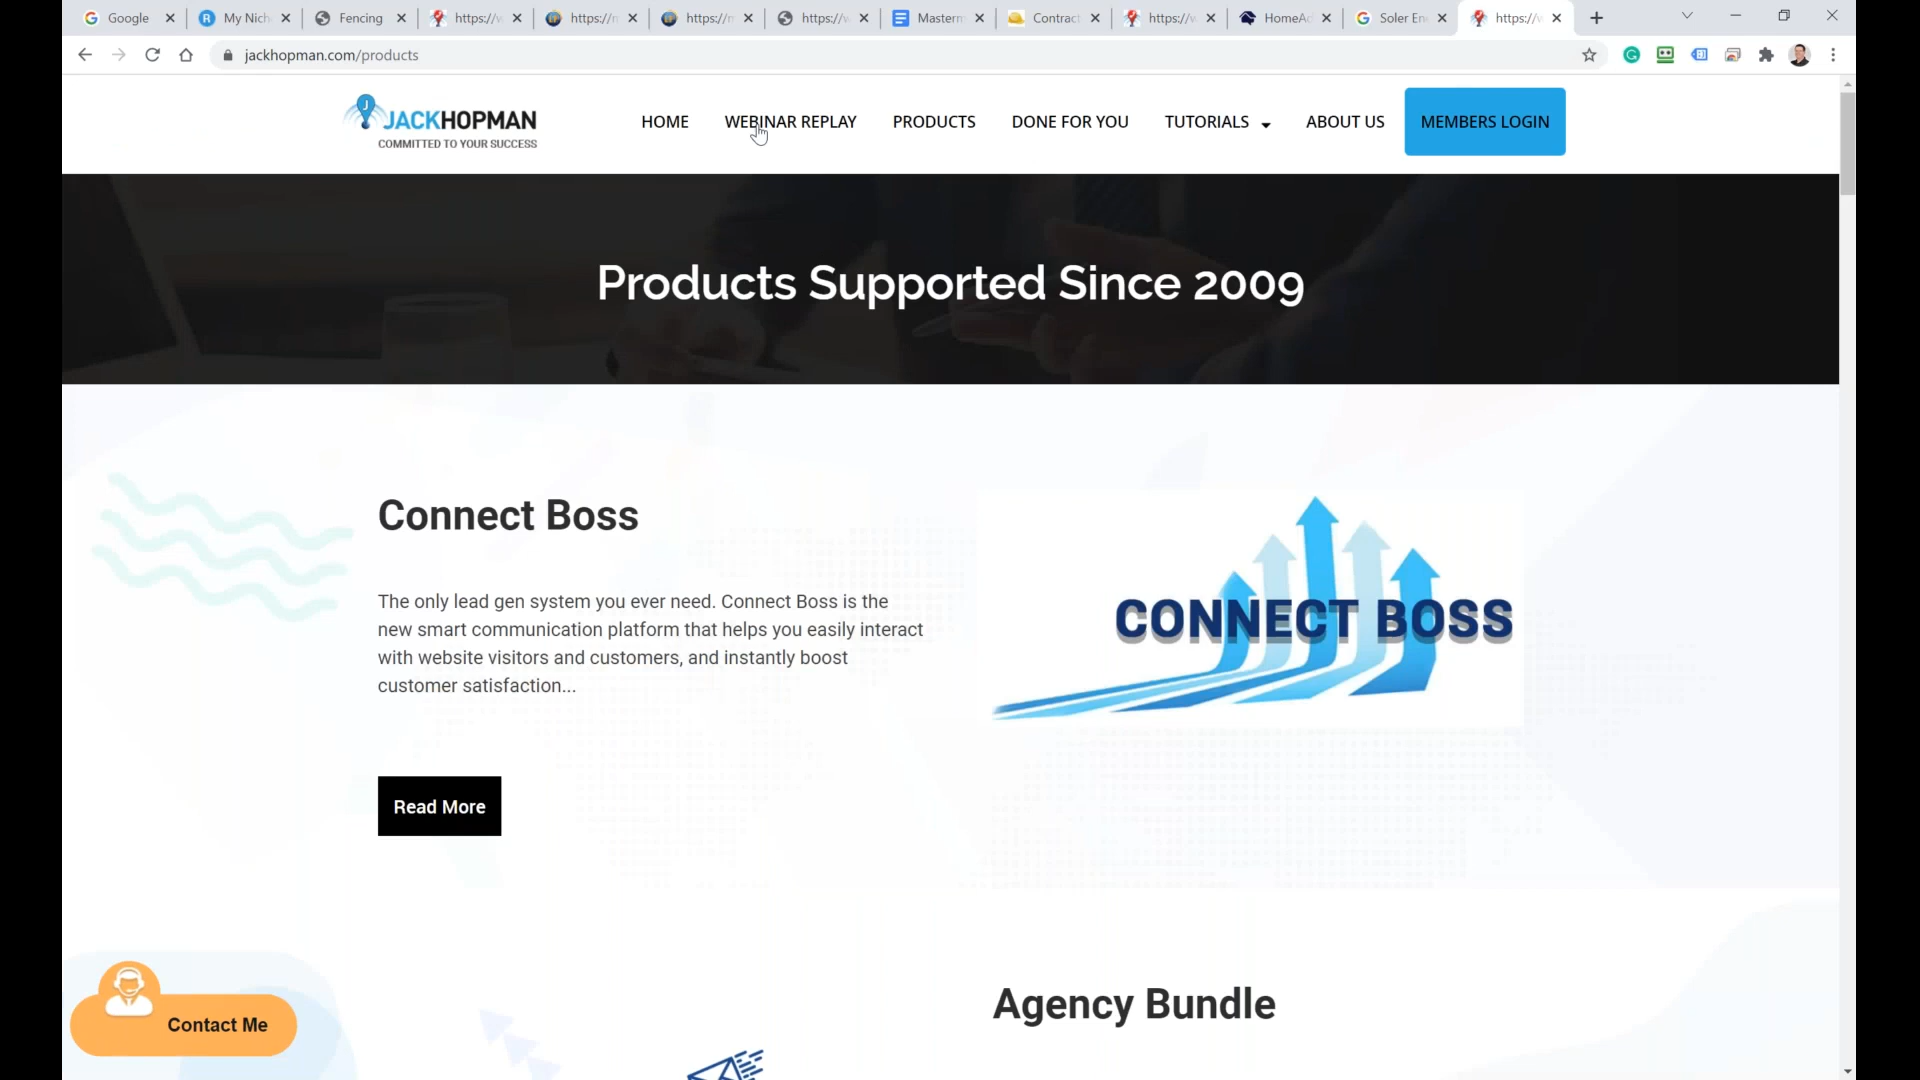 Google
My Nich
Fencing
https://w
https://n
https://n
https://w
Masterm
Contract
https://w
HomeAd
Soler En
https://w
jackhopman.com/products
J
JACKHOPMAN
COMMITTED TO YOUR SUCCESS
HOME
WEBINAR REPLAY
PRODUCTS
DONE FOR YOU
TUTORIALS
ABOUT US
MEMBERS LOGIN
Products Supported Since 2009
Connect Boss
The only lead gen system you ever need. Connect Boss is the
new smart communication platform that helps you easily interact
with website visitors and customers, and instantly boost
customer satisfaction...
CONNECT BOSS
Read More
Agency Bundle
Contact Me